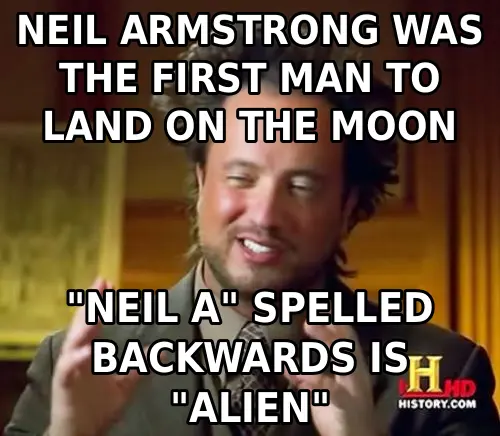 NEIL ARMSTRONG WAS
THE FIRST MAN TO
LAND ON THE MOON
"NEIL A" SPELLED
BACKWARDS IS
"ALIEN"
H HD
HISTORY.COM